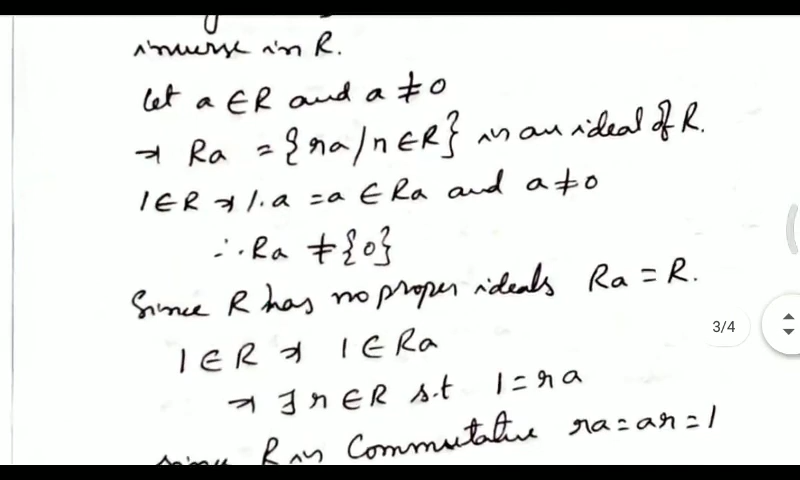 inverse in R.
Let a ∈ R and a ≠ 0
⇒ Ra = {ra / r ∈ R} is an ideal of R.
1 ∈ R ⇒ 1.a = a ∈ Ra and a ≠ 0
∴ Ra ≠ {0}
Since R has no proper ideals Ra = R.
1 ∈ R ⇒ 1 ∈ Ra
3/4
⇒ ∃ r ∈ R s.t 1 = ra
Since R is Commutative ra = ar = 1